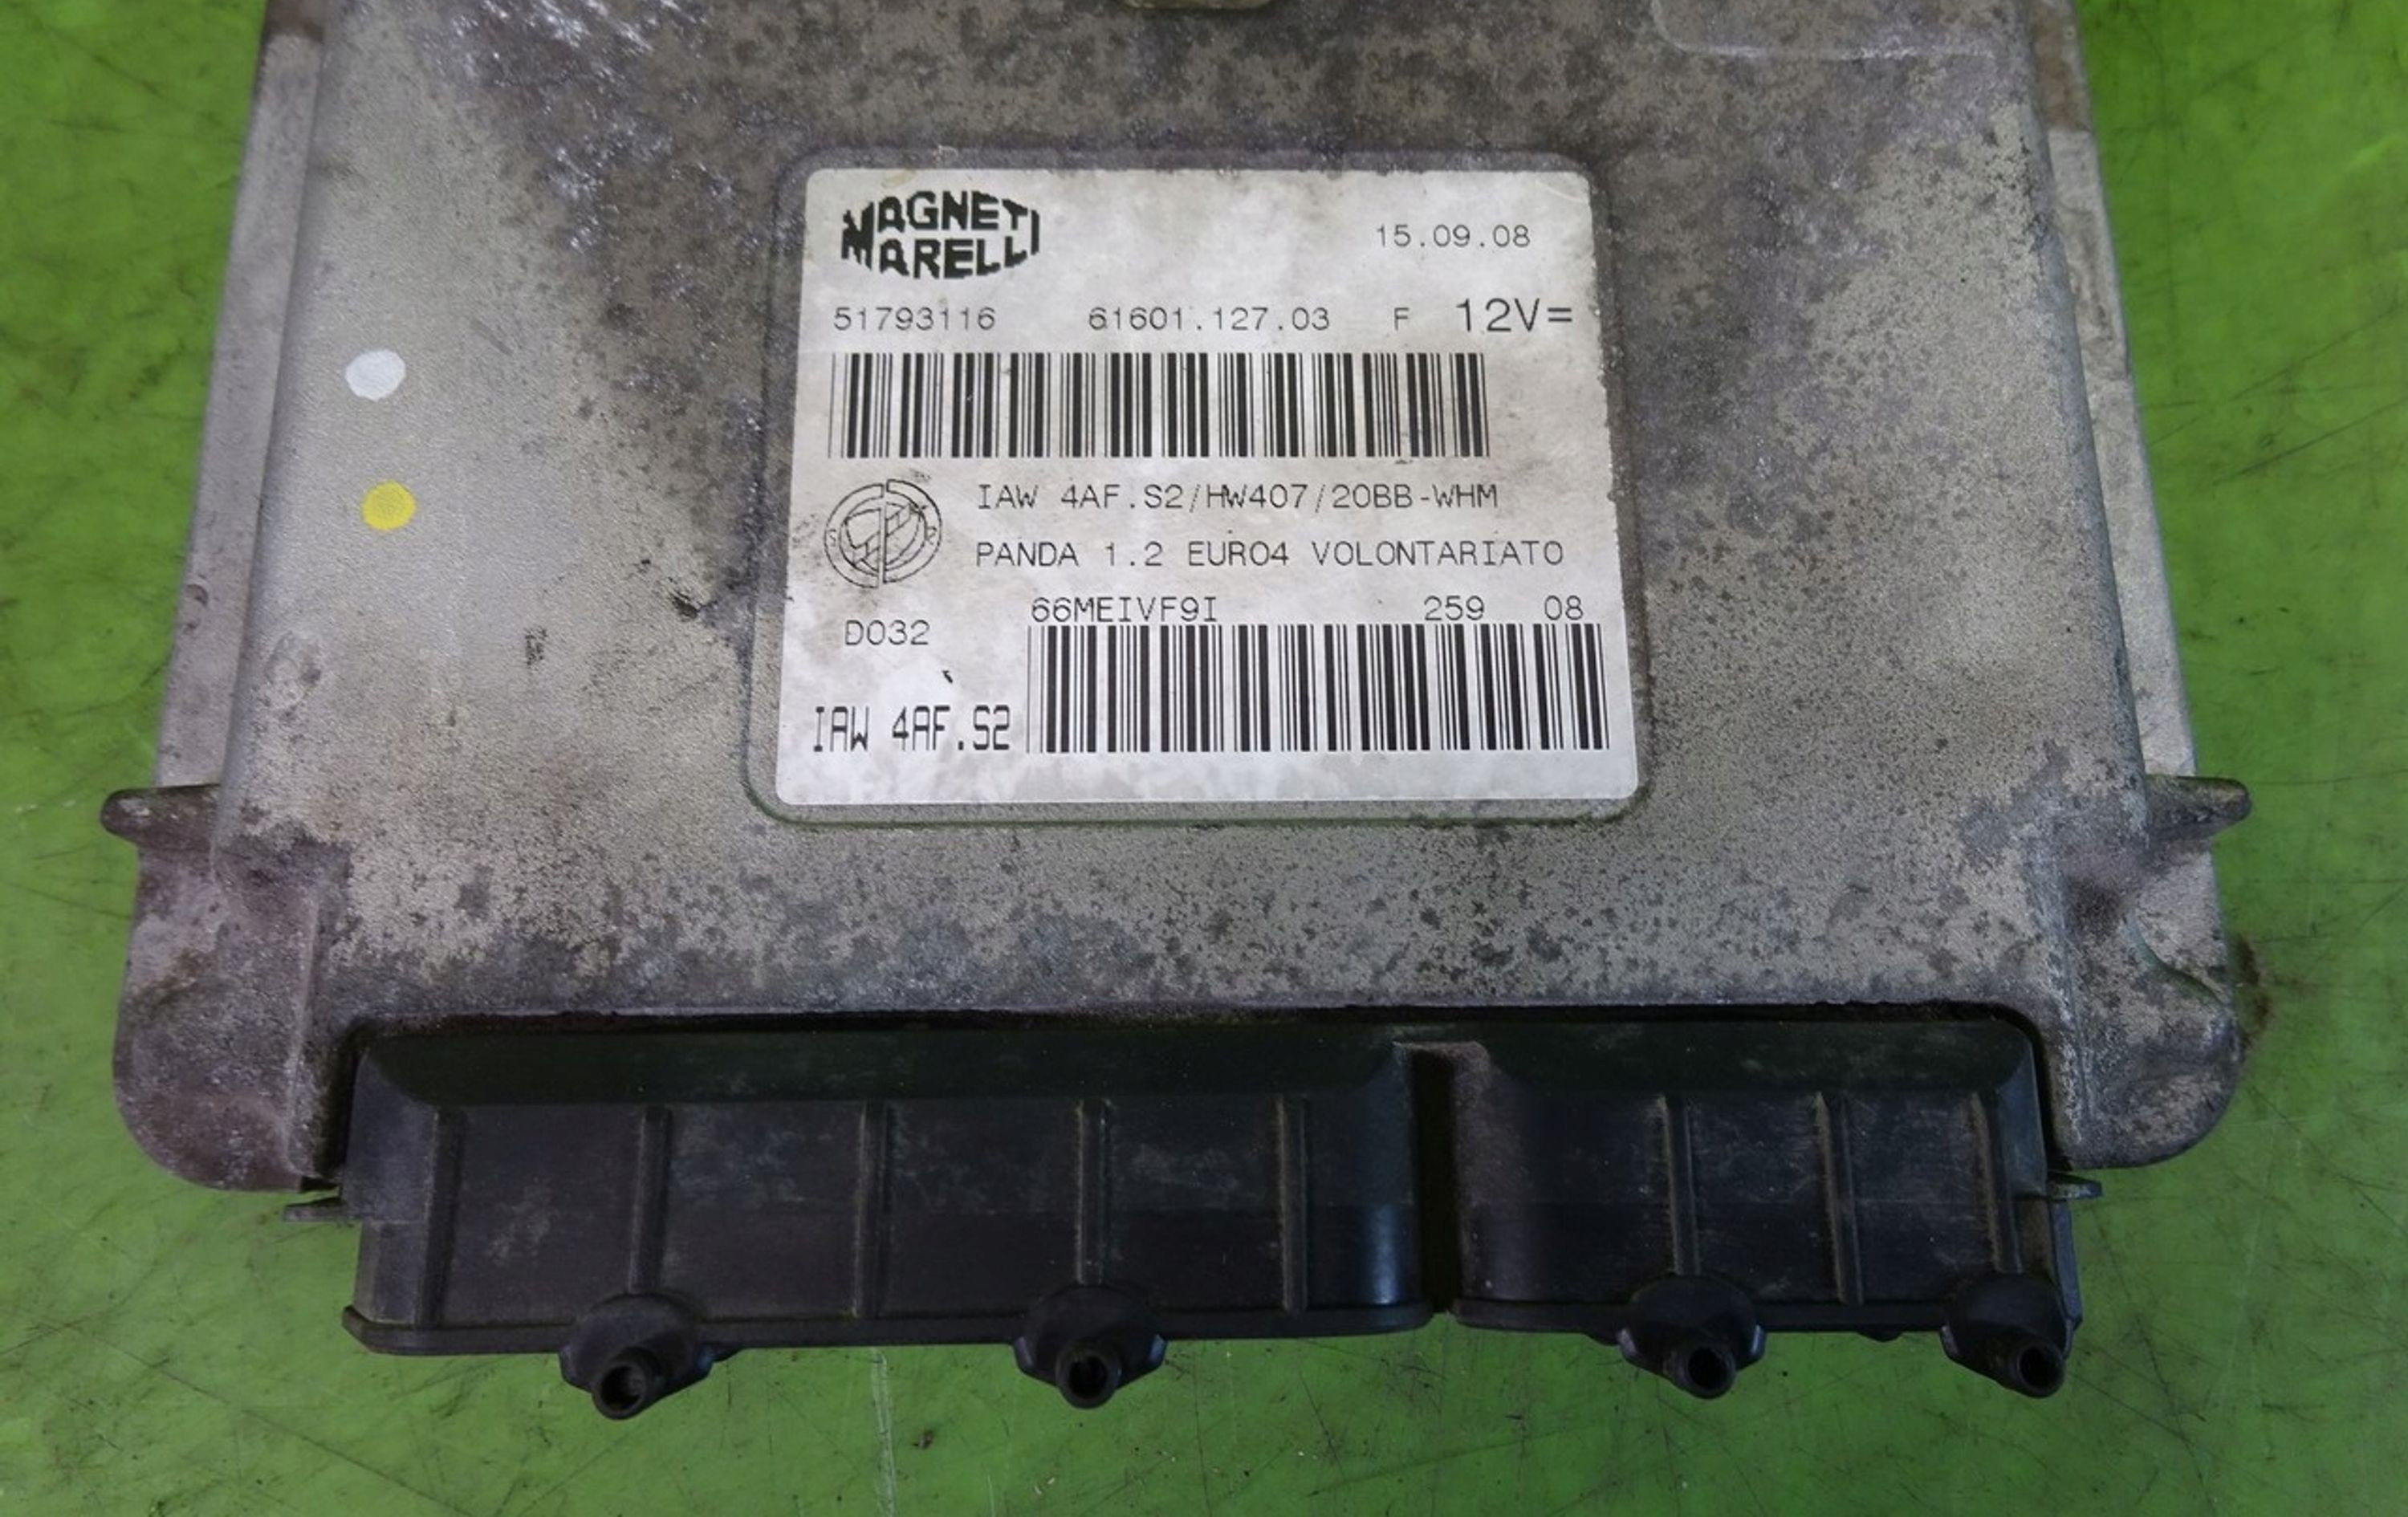 MAGNETI
MARELLI
15.09.08
51793116 61601.127.03 F 12V=
IAW 4AF.S2/HW407/20BB-WHM
PANDA 1.2 EURO4 VOLONTARIATO
66MEIVF9I 259 08
D032
IAW 4AF.S2